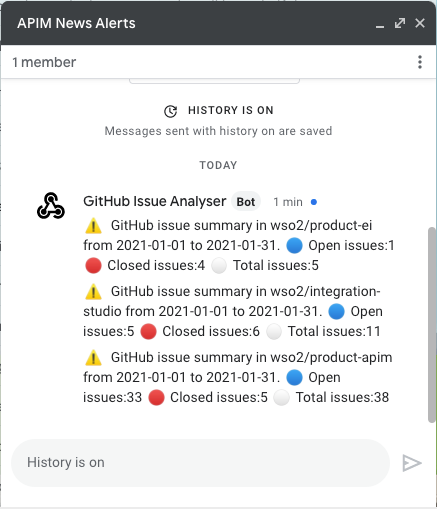 APIM News Alerts
1 member
HISTORY IS ON
Messages sent with history on are saved
TODAY
GitHub Issue Analyser Bot 1 min
GitHub issue summary in wso2/product-ei
from 2021-01-01 to 2021-01-31. Open issues:1
Closed issues:4 Total issues:5
GitHub issue summary in wso2/integration-
studio from 2021-01-01 to 2021-01-31. Open
issues:5 Closed issues:6 Total issues:11
GitHub issue summary in wso2/product-apim
from 2021-01-01 to 2021-01-31. Open
issues:33 Closed issues:5 Total issues:38
History is on